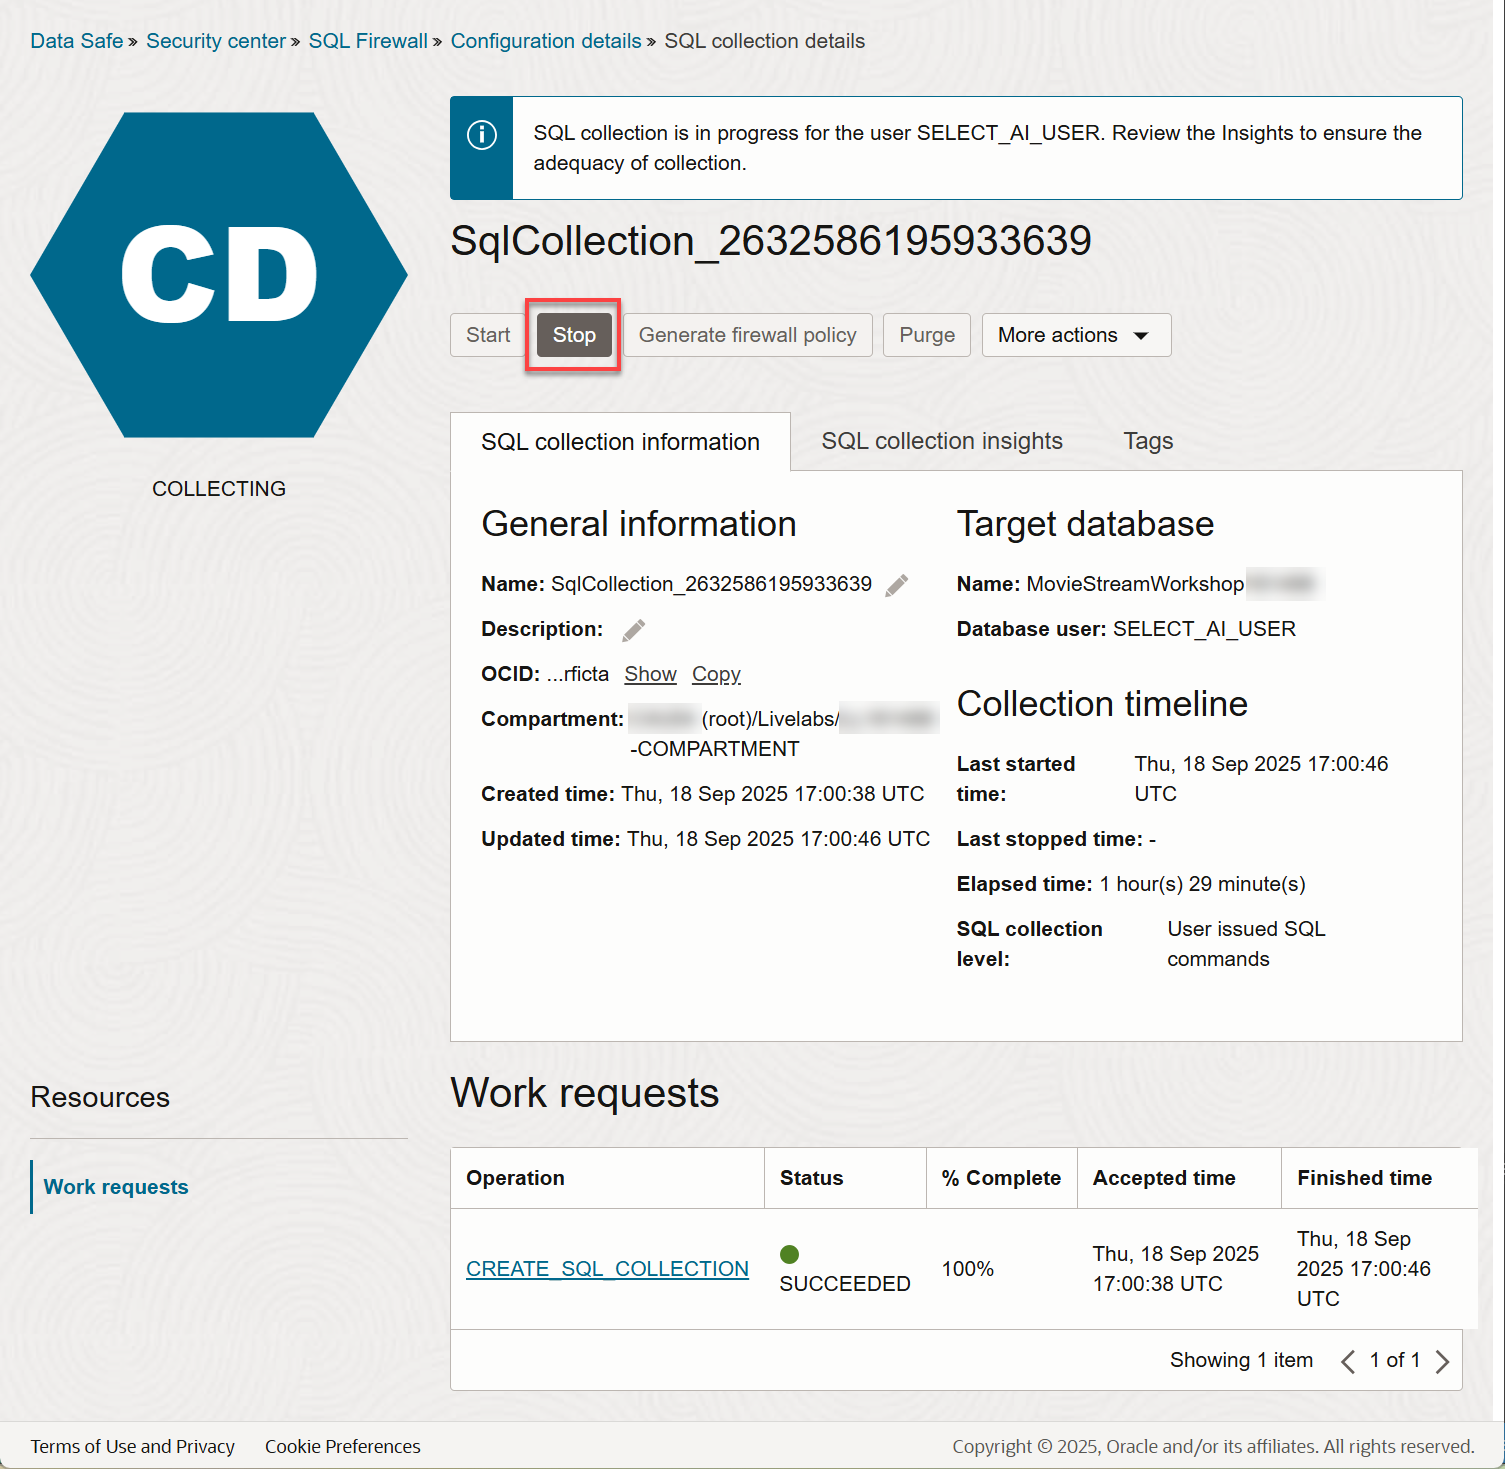 Data Safe » Security center » SQL Firewall » Configuration details » SQL collection details
CD
COLLECTING
SQL collection is in progress for the user SELECT_AI_USER. Review the Insights to ensure the
adequacy of collection.
SqlCollection_2632586195933639
Start Stop Generate firewall policy Purge More actions
SQL collection information SQL collection insights Tags
General information
Name: SqlCollection_2632586195933639
Description:
OCID: ...rficta Show Copy
Compartment: (root)/Livelabs/
-COMPARTMENT
Created time: Thu, 18 Sep 2025 17:00:38 UTC
Updated time: Thu, 18 Sep 2025 17:00:46 UTC
Target database
Name: MovieStreamWorkshop
Database user: SELECT_AI_USER
Collection timeline
Last started time: Thu, 18 Sep 2025 17:00:46
UTC
Last stopped time: -
Elapsed time: 1 hour(s) 29 minute(s)
SQL collection level: User issued SQL
commands
Resources
Work requests
Work requests
Operation Status % Complete Accepted time Finished time
CREATE_SQL_COLLECTION SUCCEEDED 100% Thu, 18 Sep 2025 17:00:38 UTC Thu, 18 Sep 2025 17:00:46 UTC
Showing 1 item 1 of 1
Terms of Use and Privacy Cookie Preferences
Copyright © 2025, Oracle and/or its affiliates. All rights reserved.